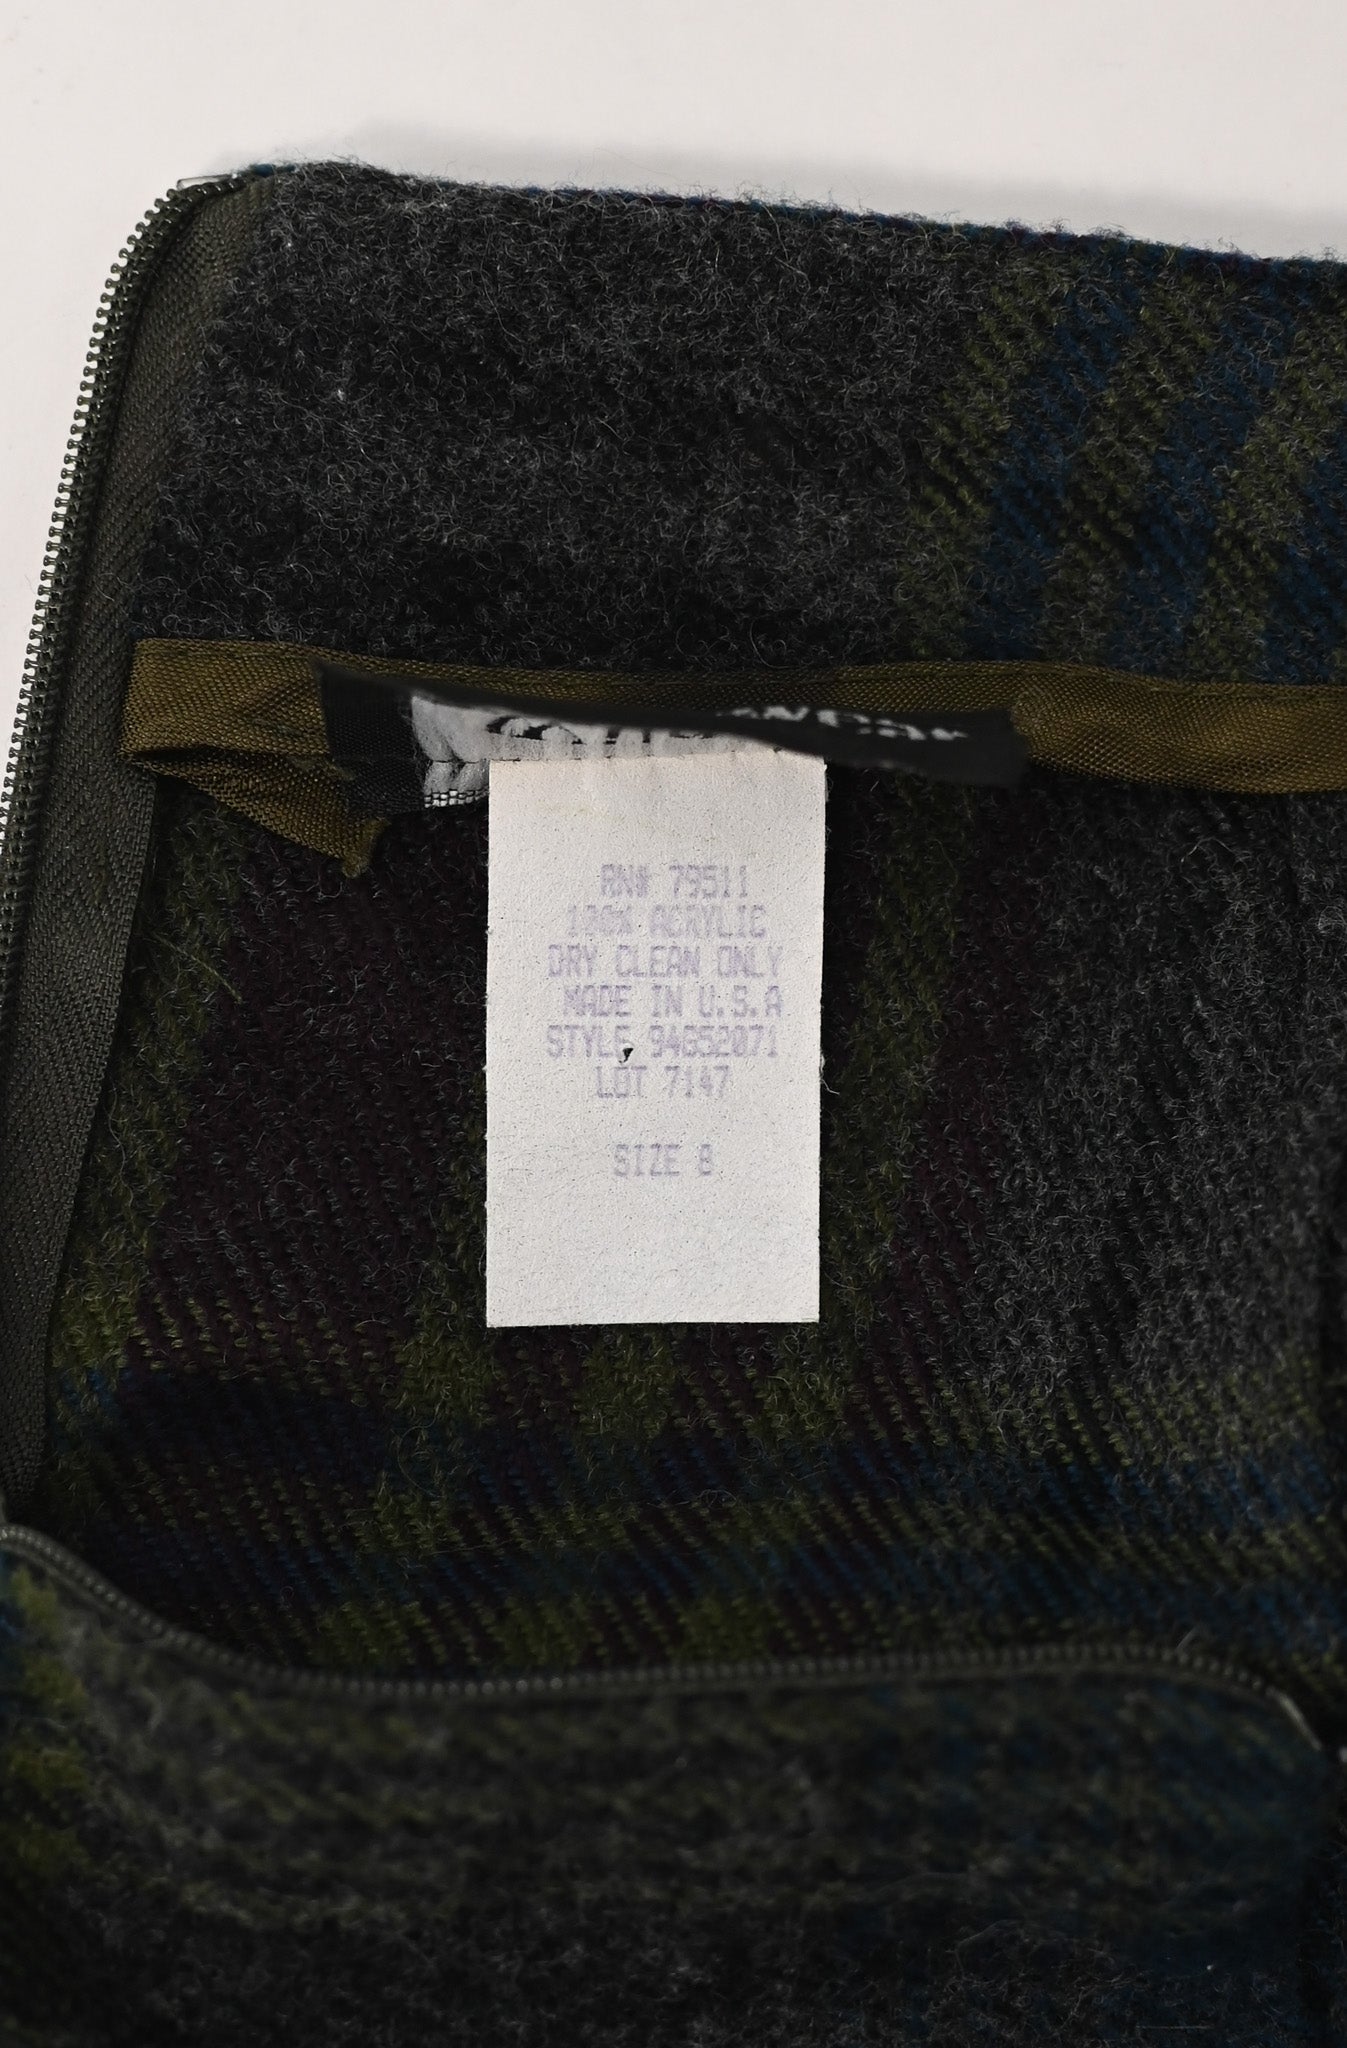 RN# 79511
100% ACRYLIC
DRY CLEAN ONLY
MADE IN U.S.A
STYLE 94G52071
LOT 7147
SIZE 8